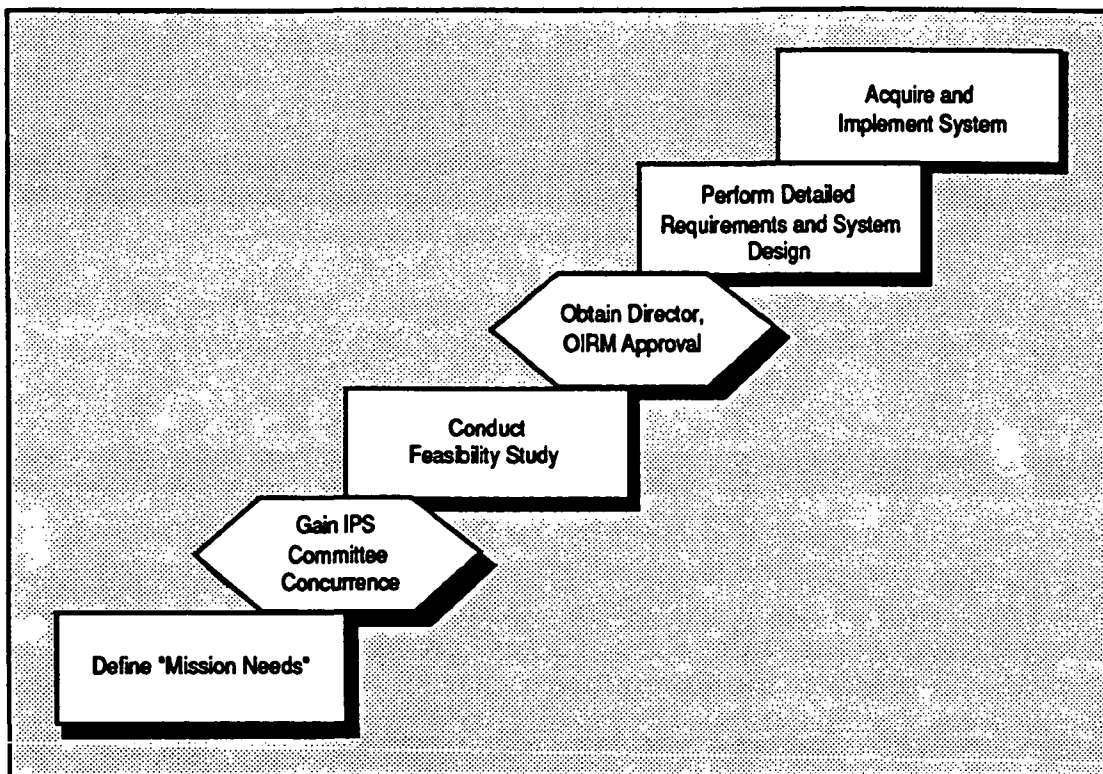 Acquire and
Implement System
Perform Detailed
Requirements and System
Design
Obtain Director,
OIRM Approval
Conduct
Feasibility Study
Gain IPS
Committee
Concurrence
Define "Mission Needs"